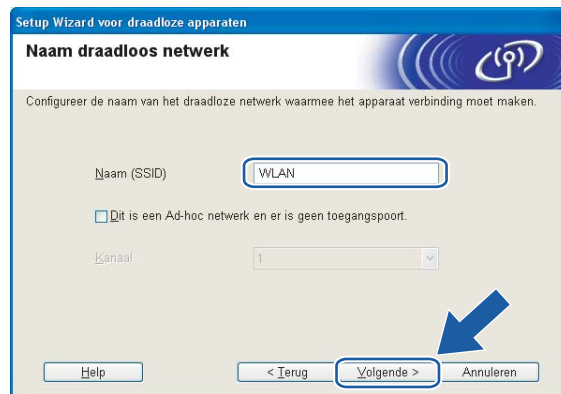 Setup Wizard voor draadloze apparaten
Naam draadloos netwerk
Configureer de naam van het draadloze netwerk waarmee het apparaat verbinding moet maken.
Naam (SSID) WLAN
Dit is een Ad-hoc netwerk en er is geen toegangspoort.
Kanaal 1
Help < Terug Volgende > Annuleren